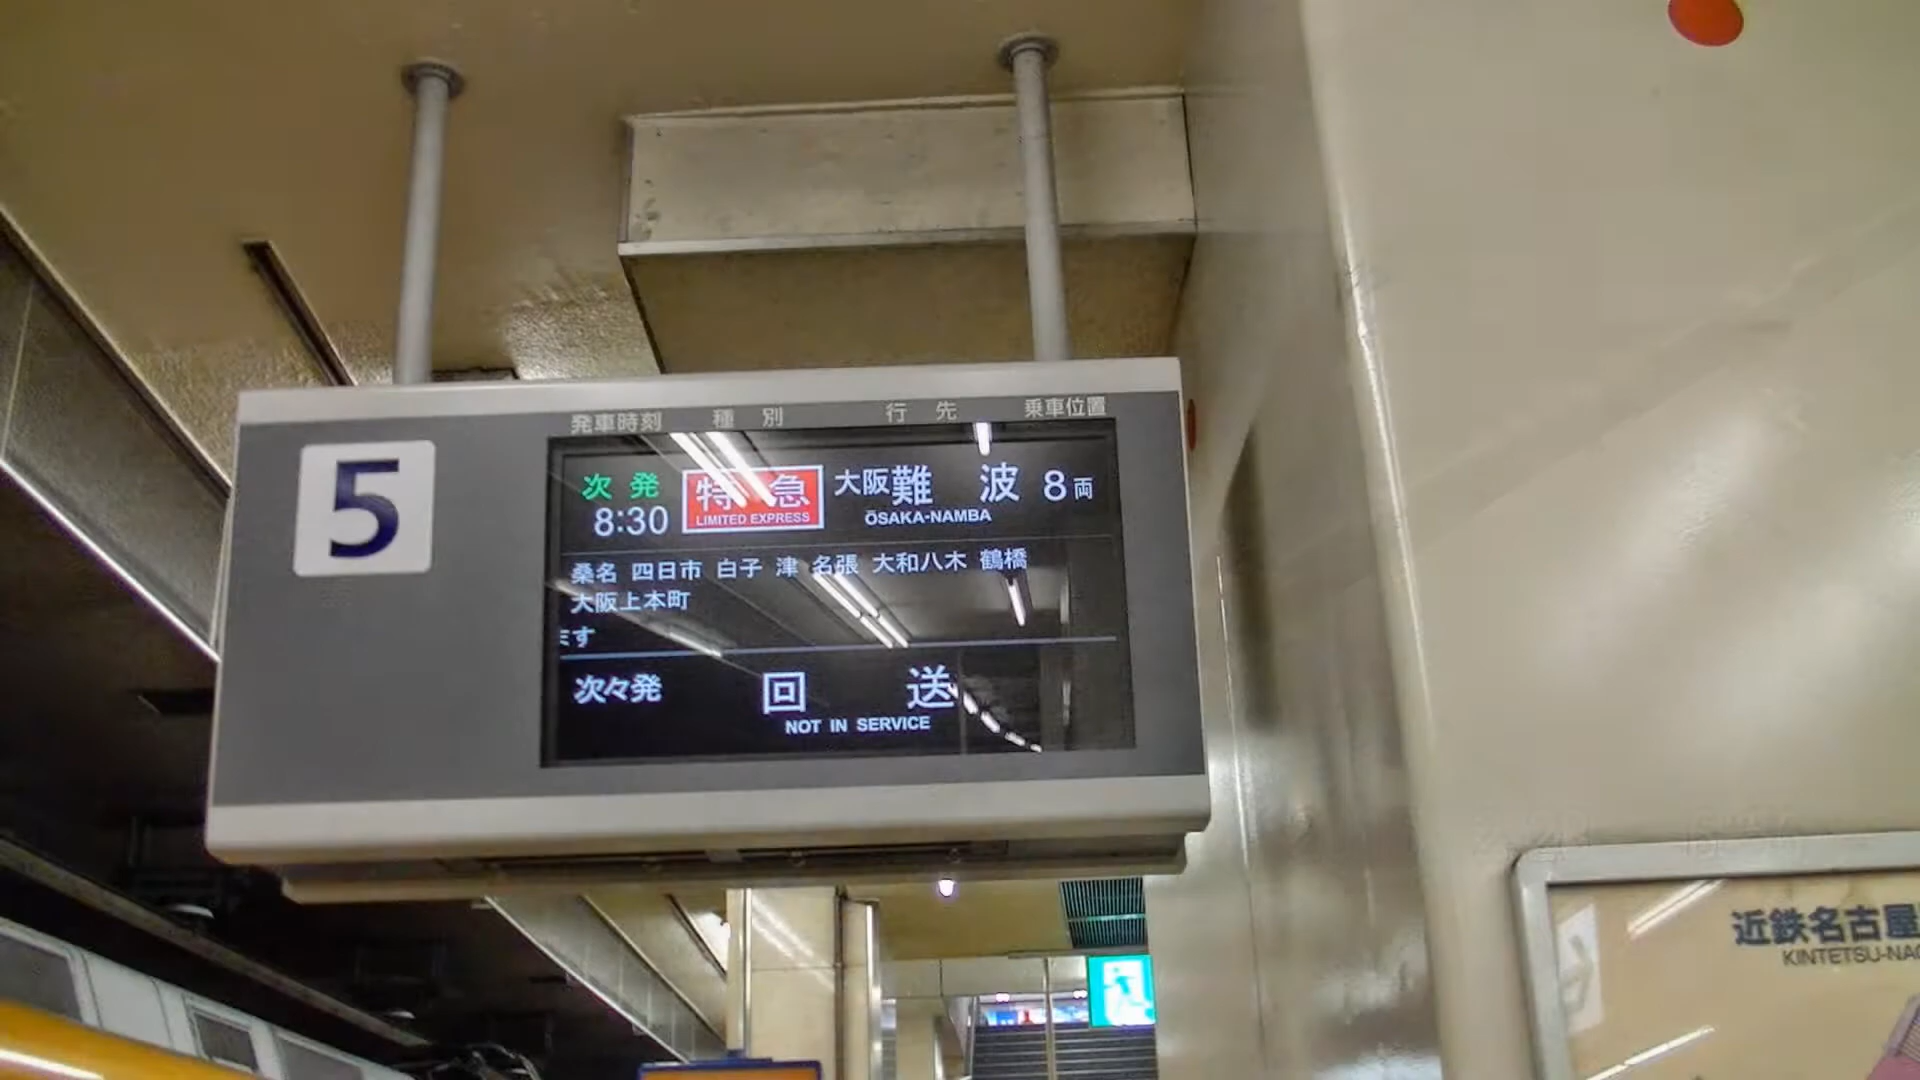 発車時刻 種別 行先 乗車位置
5
次発 特急 大阪難波 8両
8:30 LIMITED EXPRESS ŌSAKA-NAMBA
桑名 四日市 白子 津 名張 大和八木 鶴橋
大阪上本町
ます
次々発 回送
NOT IN SERVICE
近鉄名古屋
KINTETSU-NAG